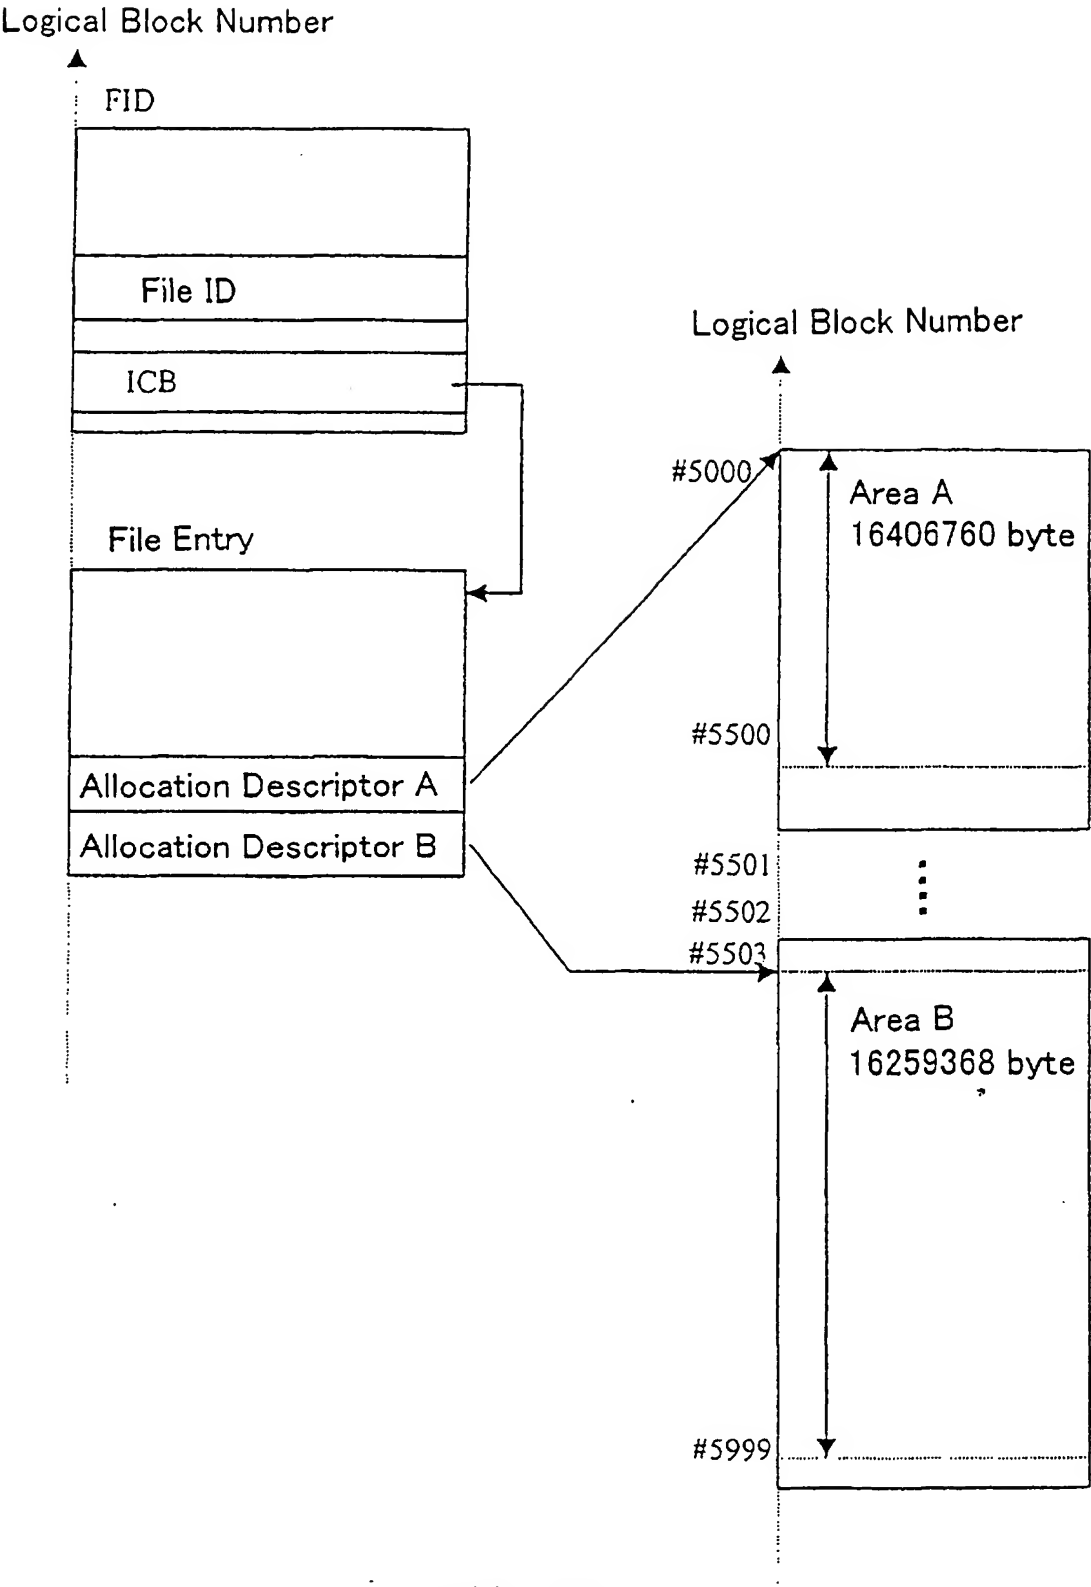 Logical Block Number
FID
File ID
ICB
File Entry
Allocation Descriptor A
Allocation Descriptor B
Logical Block Number
#5000
Area A
16406760 byte
#5500
#5501
#5502
#5503
Area B
16259368 byte
#5999